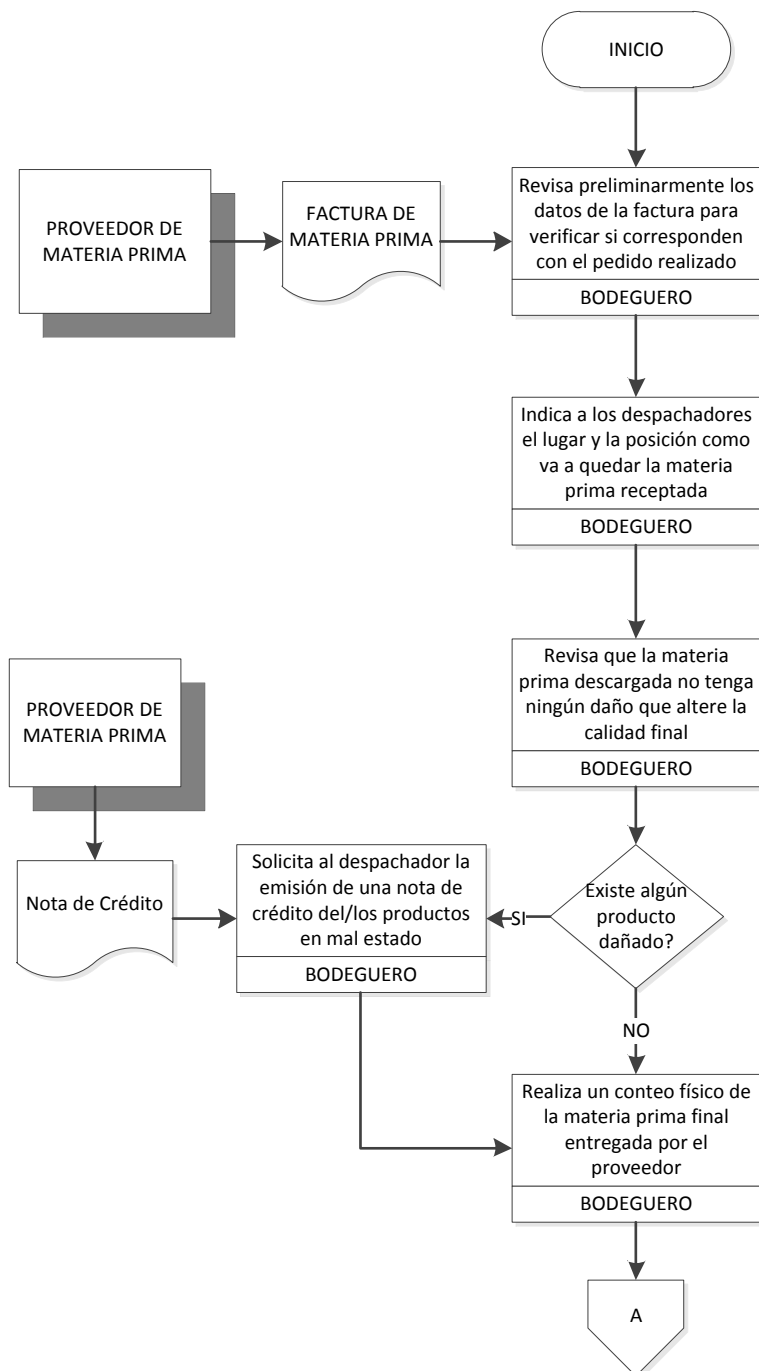 INICIO
PROVEEDOR DE
MATERIA PRIMA
FACTURA DE
MATERIA PRIMA
Revisa preliminarmente los
datos de la factura para
verificar si corresponden
con el pedido realizado
BODEGUERO
Indica a los despachadores
el lugar y la posición como
va a quedar la materia
prima receptada
BODEGUERO
Revisa que la materia
prima descargada no tenga
ningún daño que altere la
calidad final
BODEGUERO
PROVEEDOR DE
MATERIA PRIMA
Nota de Crédito
Solicita al despachador la
emisión de una nota de
crédito del/los productos
en mal estado
BODEGUERO
SI
Existe algún
producto
dañado?
NO
Realiza un conteo físico de
la materia prima final
entregada por el
proveedor
BODEGUERO
A